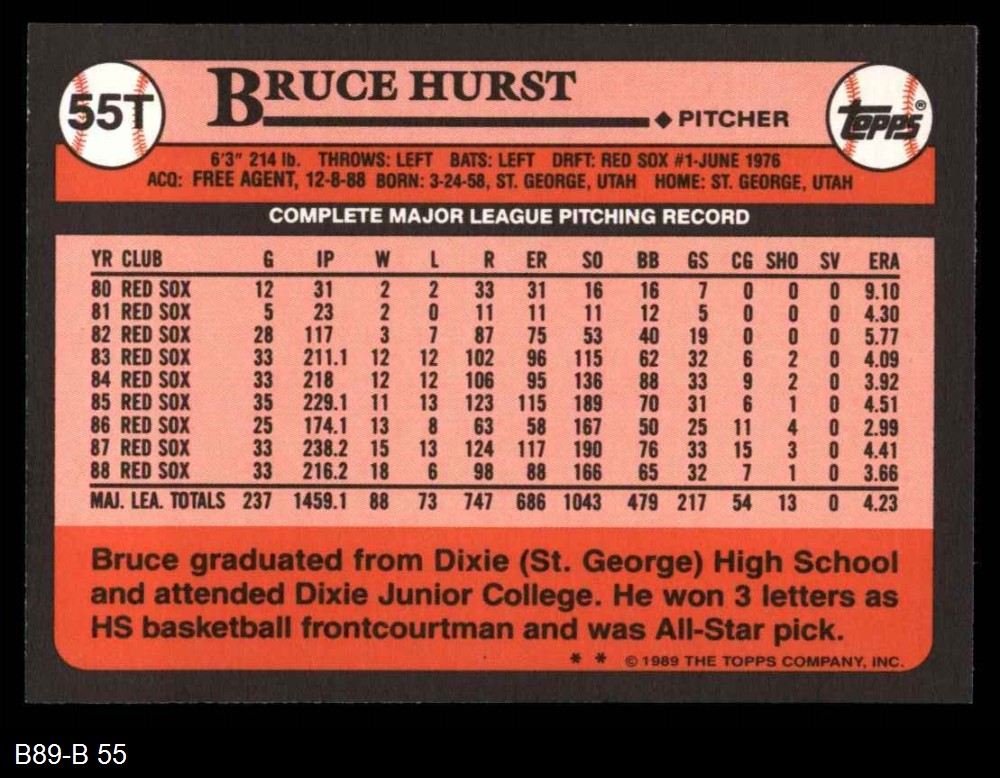 55T
BRUCE HURST
◆ PITCHER
Topps®
6'3" 214 lb. THROWS: LEFT BATS: LEFT DRFT: RED SOX #1-JUNE 1976
ACQ: FREE AGENT, 12-8-88 BORN: 3-24-58, ST. GEORGE, UTAH HOME: ST. GEORGE, UTAH
COMPLETE MAJOR LEAGUE PITCHING RECORD
YR CLUB G IP W L R ER SO BB GS CG SHO SV ERA
80 RED SOX 12 31 2 2 33 31 16 16 7 0 0 0 9.10
81 RED SOX 5 23 2 0 11 11 11 12 5 0 0 0 4.30
82 RED SOX 28 117 3 7 87 75 53 40 19 0 0 0 5.77
83 RED SOX 33 211.1 12 12 102 96 115 62 32 6 2 0 4.09
84 RED SOX 33 218 12 12 106 95 136 88 33 9 2 0 3.92
85 RED SOX 35 229.1 11 13 123 115 189 70 31 6 1 0 4.51
86 RED SOX 25 174.1 13 8 63 58 167 50 25 11 4 0 2.99
87 RED SOX 33 238.2 15 13 124 117 190 76 33 15 3 0 4.41
88 RED SOX 33 216.2 18 6 98 88 166 65 32 7 1 0 3.66
MAJ. LEA. TOTALS 237 1459.1 88 73 747 686 1043 479 217 54 13 0 4.23
Bruce graduated from Dixie (St. George) High School
and attended Dixie Junior College. He won 3 letters as
HS basketball frontcourtman and was All-Star pick.
* * © 1989 THE TOPPS COMPANY, INC.
B89-B 55